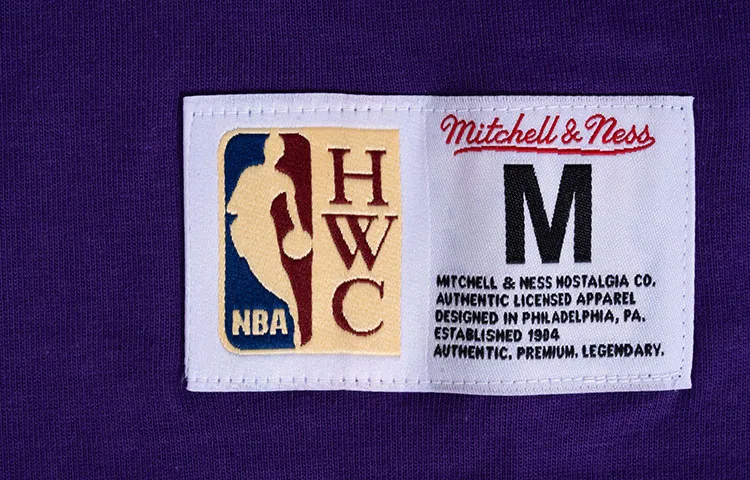 NBA
H
W
C
Mitchell & Ness
M
MITCHELL & NESS NOSTALGIA CO.
AUTHENTIC LICENSED APPAREL
DESIGNED IN PHILADELPHIA, PA.
ESTABLISHED 1904
AUTHENTIC. PREMIUM. LEGENDARY.